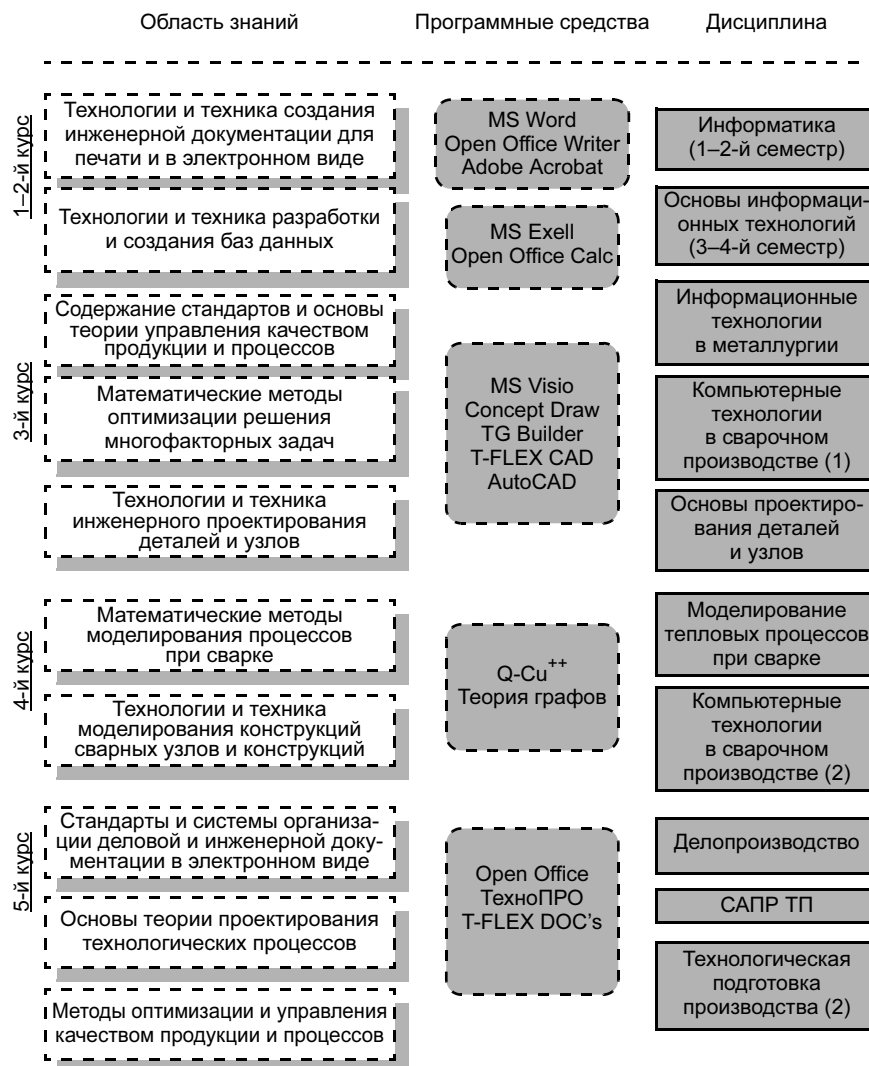 Область знаний
Программные средства
Дисциплина
1–2-й курс
Технологии и техника создания
инженерной документации для
печати и в электронном виде
Технологии и техника разработки
и создания баз данных
MS Word
Open Office Writer
Adobe Acrobat
MS Exell
Open Office Calc
Информатика
(1–2-й семестр)
Основы информаци-
онных технологий
(3–4-й семестр)
3-й курс
Содержание стандартов и основы
теории управления качеством
продукции и процессов
Математические методы
оптимизации решения
многофакторных задач
Технологии и техника
инженерного проектирования
деталей и узлов
MS Visio
Concept Draw
TG Builder
T-FLEX CAD
AutoCAD
Информационные
технологии
в металлургии
Компьютерные
технологии
в сварочном
производстве (1)
Основы проектиро-
вания деталей
и узлов
4-й курс
Математические методы
моделирования процессов
при сварке
Технологии и техника
моделирования конструкций
сварных узлов и конструкций
Q-Cu++
Теория графов
Моделирование
тепловых процессов
при сварке
Компьютерные
технологии
в сварочном
производстве (2)
5-й курс
Стандарты и системы организа-
ции деловой и инженерной доку-
ментации в электронном виде
Основы теории проектирования
технологических процессов
Методы оптимизации и управления
качеством продукции и процессов
Open Office
ТехноПРО
T-FLEX DOC’s
Делопроизводство
САПР ТП
Технологическая
подготовка
производства (2)